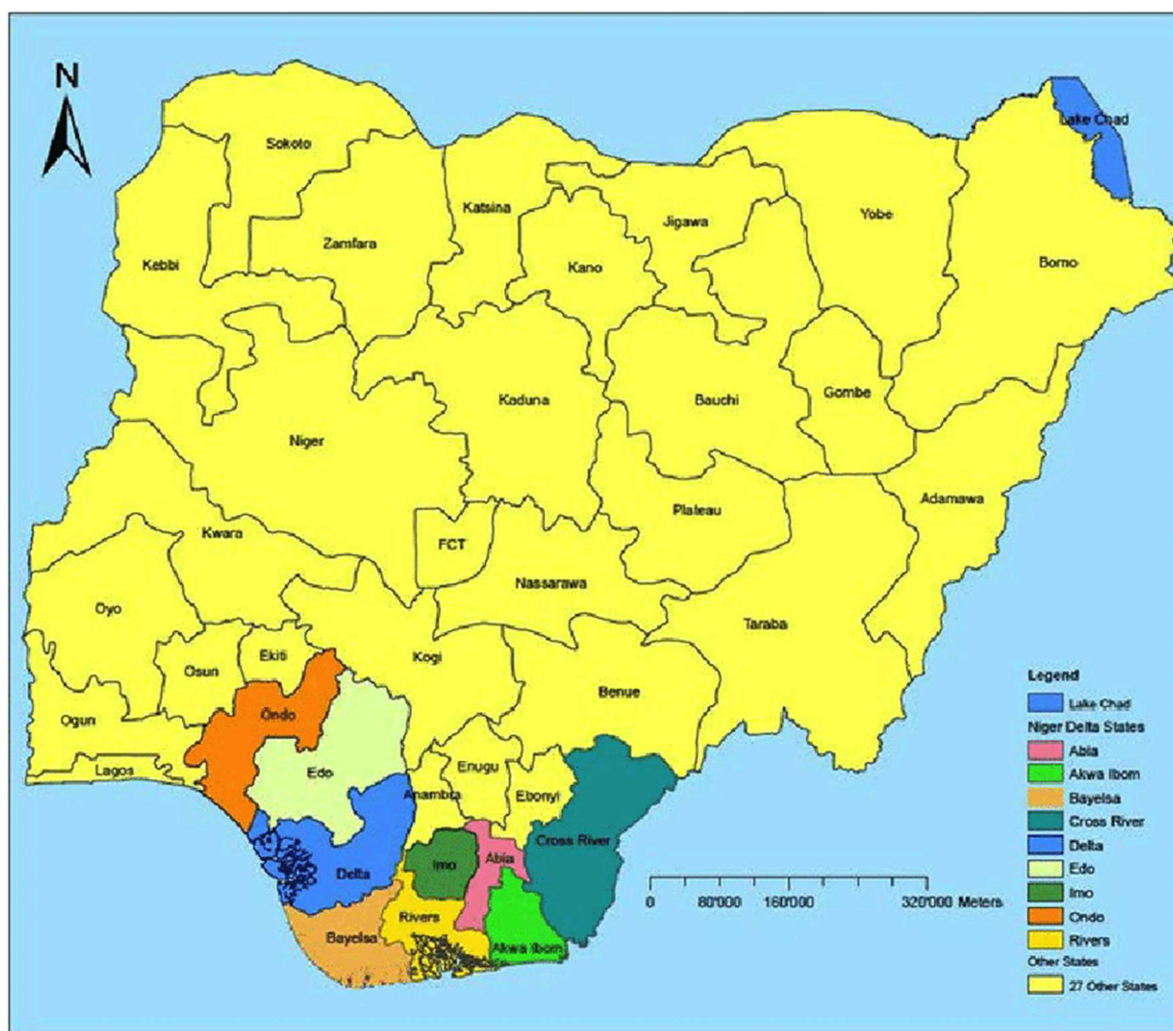 N
Lake Chad
Sokoto
Katsina
Jigawa
Yobe
Zamfara
Kano
Kebbi
Borno
Kaduna
Bauchi
Gombe
Niger
Adamawa
Plateau
Kwara
FCT
Nassarawa
Oyo
Taraba
Ekiti
Kogi
Osun
Benue
Ogun
Ondo
Lagos
Edo
Enugu
Anambra
Ebonyi
Cross River
Imo
Abia
Delta
Rivers
Bayelsa
Akwa Ibom
0 80'000 160'000 320'000 Meters
Legend
Lake Chad
Niger Delta States
Abia
Akwa Ibom
Bayelsa
Cross River
Delta
Edo
Imo
Ondo
Rivers
Other States
27 Other States